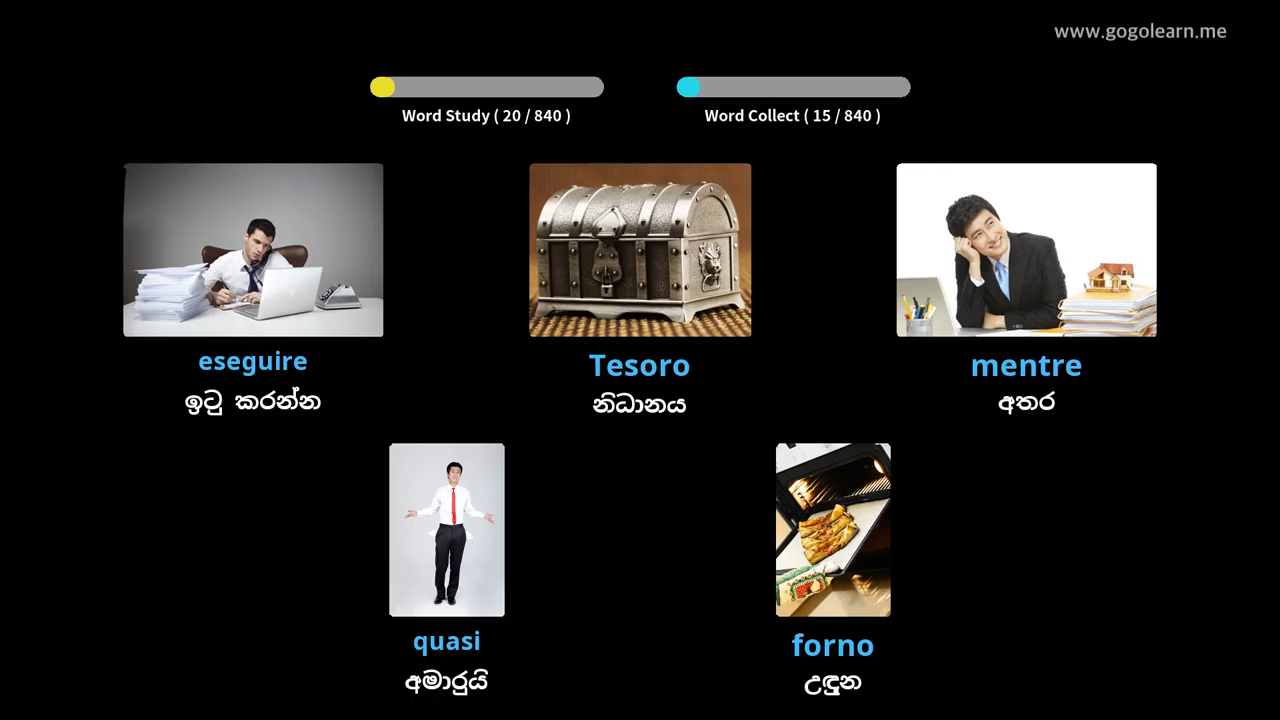 www.gogolearn.me
Word Study ( 20 / 840 )
Word Collect ( 15 / 840 )
eseguire
ඉටු කරන්න
Tesoro
නිධානය
mentre
අතර
quasi
අමාරුයි
forno
උඳුන